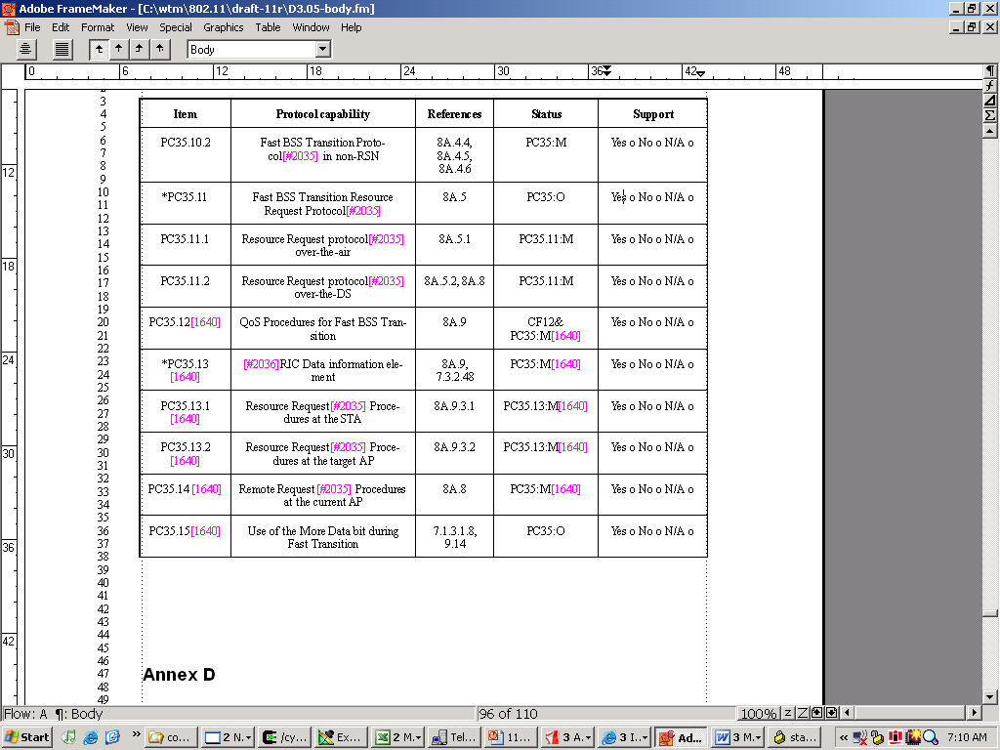 Adobe FrameMaker - [C:\wtm\802.11\draft-11r\D3.05-body.fm]
File Edit Format View Special Graphics Table Window Help
Body
0 6 12 18 24 30 36 42 48
Item Protocol capability References Status Support
PC35.10.2 Fast BSS Transition Proto- 8A.4.4, PC35:M Yes o No o N/A o
col[#2035] in non-RSN 8A.4.5,
8A.4.6
*PC35.11 Fast BSS Transition Resource 8A.5 PC35:O Yes o No o N/A o
Request Protocol[#2035]
PC35.11.1 Resource Request protocol[#2035] 8A.5.1 PC35.11:M Yes o No o N/A o
over-the-air
PC35.11.2 Resource Request protocol[#2035] 8A.5.2, 8A.8 PC35.11:M Yes o No o N/A o
over-the-DS
PC35.12[1640] QoS Procedures for Fast BSS Tran- 8A.9 CF12& Yes o No o N/A o
sition PC35:M[1640]
*PC35.13 [#2036]RIC Data information ele- 8A.9, PC35:M[1640] Yes o No o N/A o
[1640] ment 7.3.2.48
PC35.13.1 Resource Request[#2035] Proce- 8A.9.3.1 PC35.13:M[1640] Yes o No o N/A o
[1640] dures at the STA
PC35.13.2 Resource Request[#2035] Proce- 8A.9.3.2 PC35.13:M[1640] Yes o No o N/A o
[1640] dures at the target AP
PC35.14[1640] Remote Request[#2035] Procedures 8A.8 PC35:M[1640] Yes o No o N/A o
at the current AP
PC35.15[1640] Use of the More Data bit during 7.1.3.1.8, PC35:O Yes o No o N/A o
Fast Transition 9.14
Annex D
3
4
5
6
7
8
9
10
11
12
13
14
15
16
17
18
19
20
21
22
23
24
25
26
27
28
29
30
31
32
33
34
35
36
37
38
39
40
41
42
43
44
45
46
47
48
49
12
18
24
30
36
42
Flow: A ¶: Body 96 of 110 100%
Start co... 2 N... /cy... Ex... 2 M... Tel... 11... 3 A... 3 I... Ad... 3 M... sta... 7:10 AM